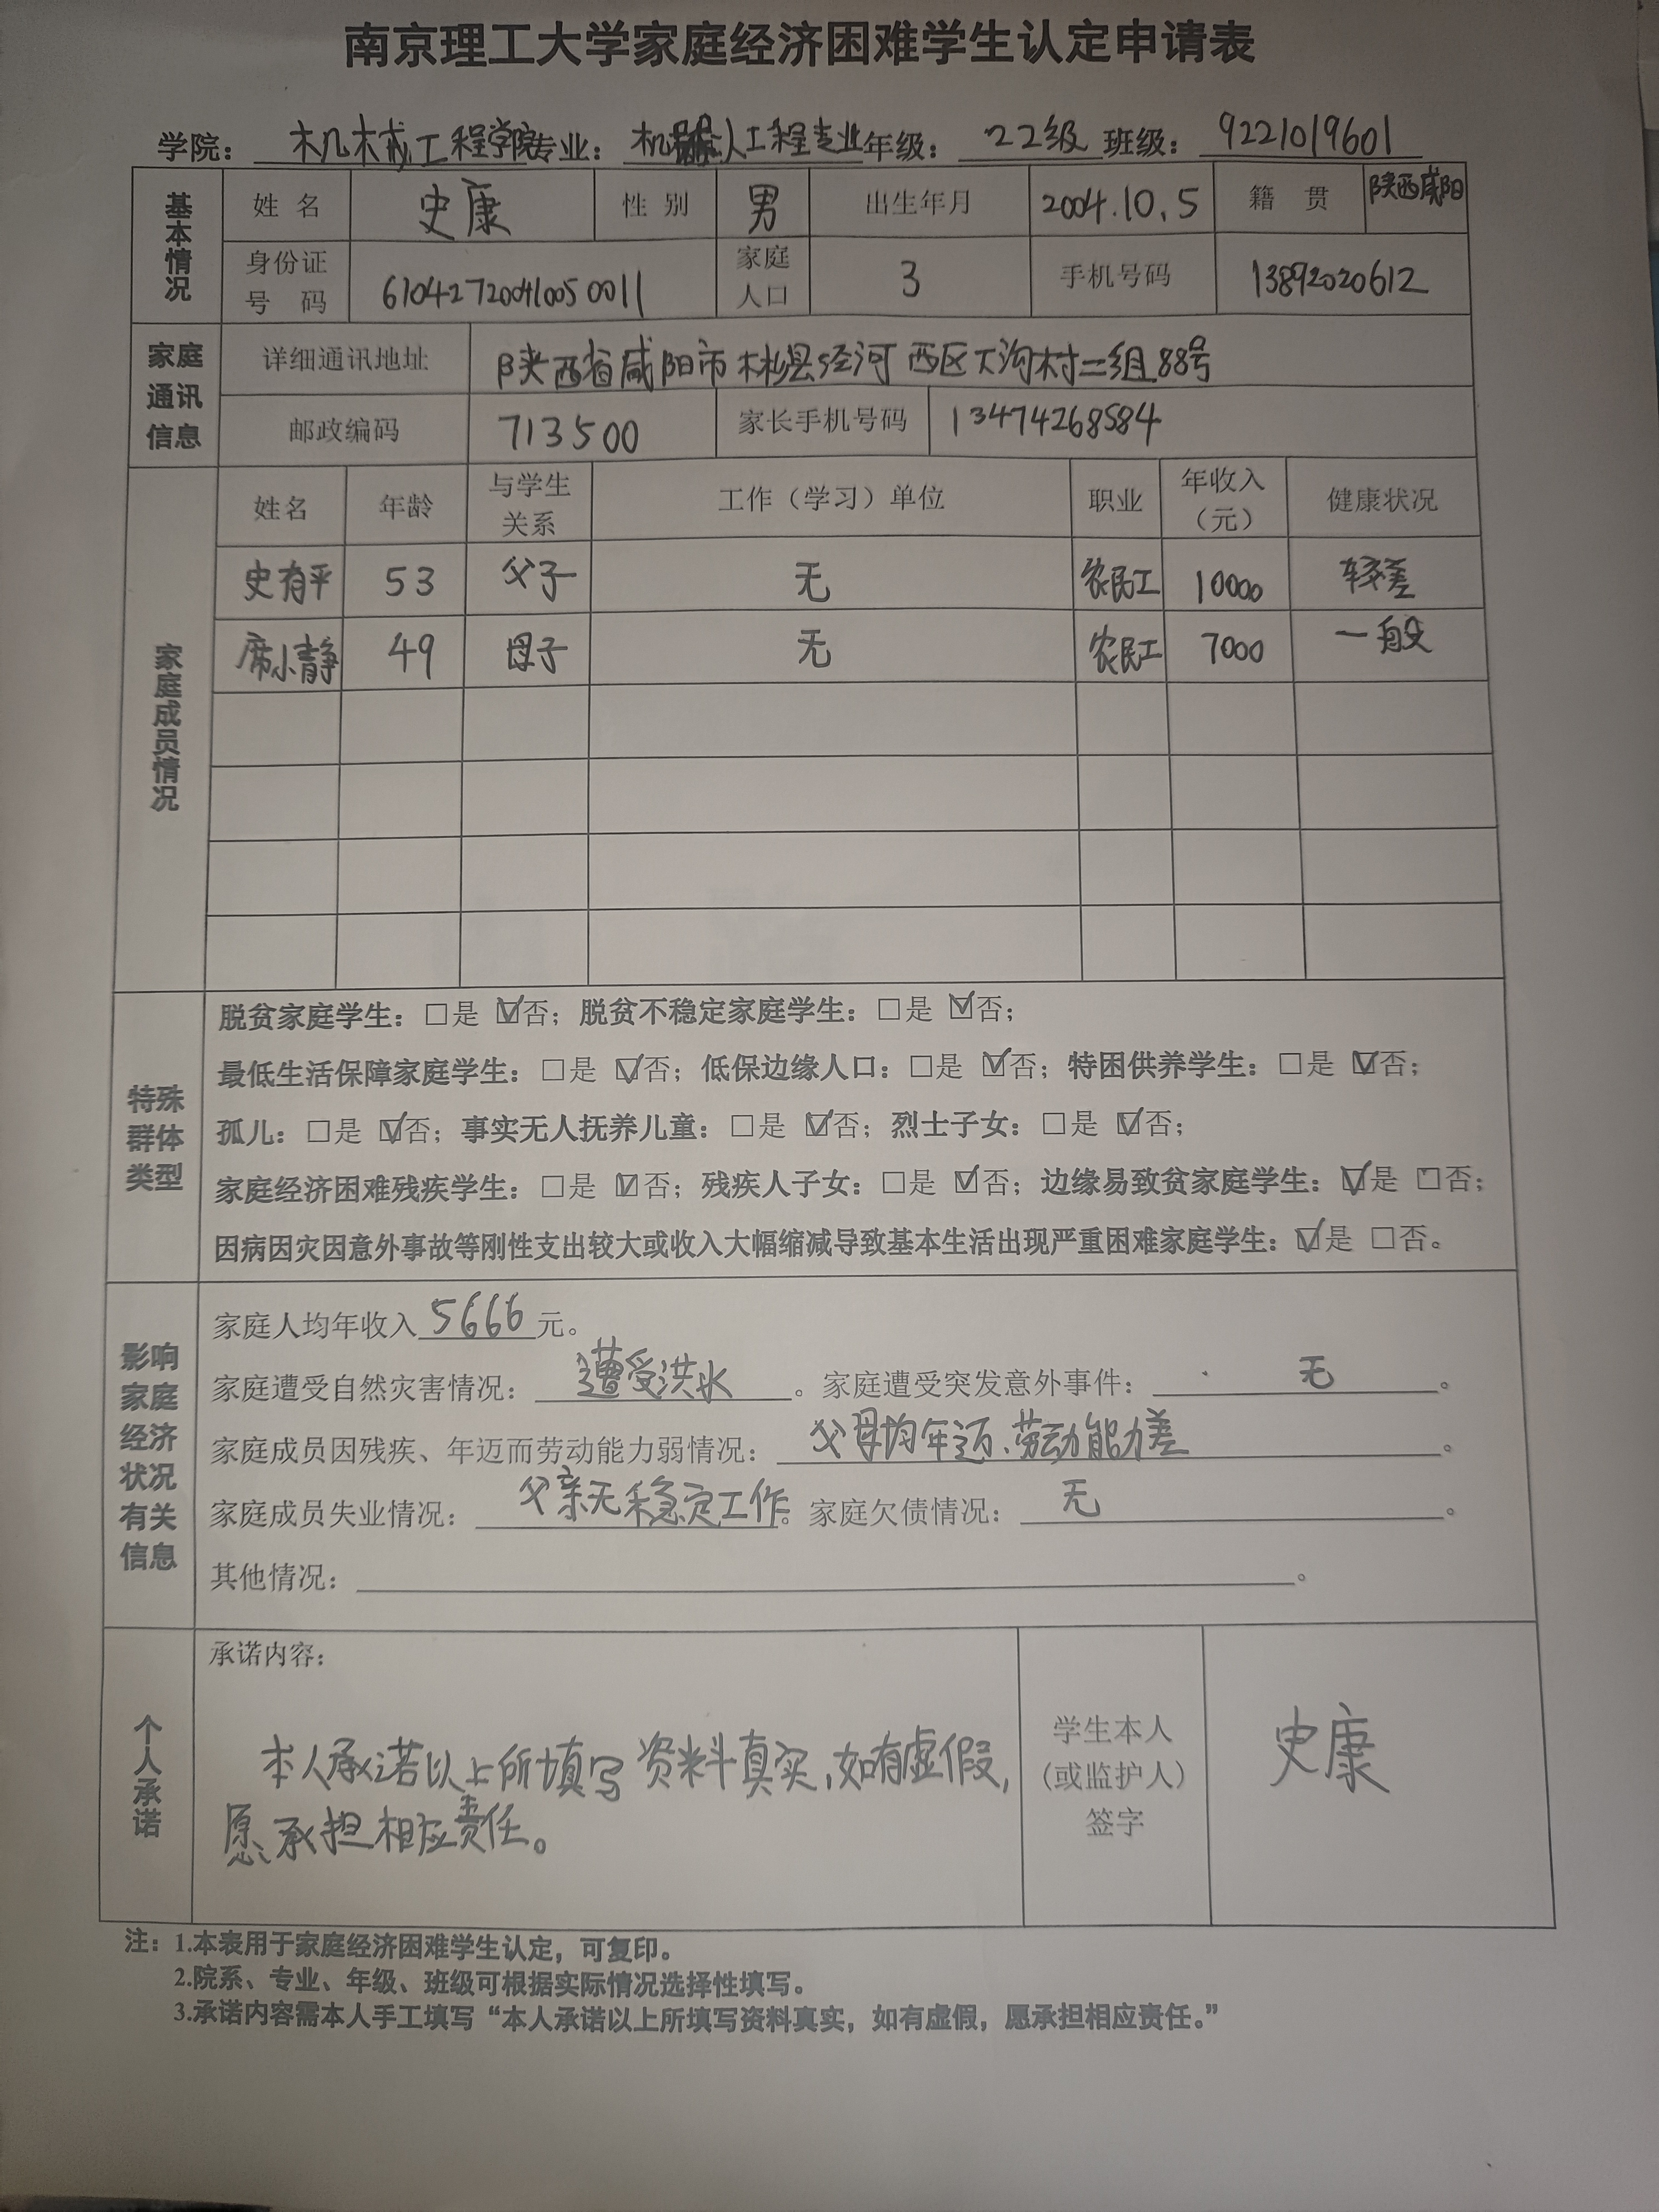 南京理工大学家庭经济困难学生认定申请表
学院：机械工程学院 专业：机器人工程专业 年级：22级 班级：9221019601
基本情况 姓名 史康 性别 男 出生年月 2004.10.5 籍贯 陕西咸阳
身份证号码 610427200410050011 家庭人口 3 手机号码 13892020612
家庭通讯信息 详细通讯地址 陕西省咸阳市彬县泾河西区大沟村二组88号
邮政编码 713500 家长手机号码 13474268584
家庭成员情况 姓名 年龄 与学生关系 工作（学习）单位 职业 年收入（元） 健康状况
史有平 53 父子 无 农民工 10000 较差
席小静 49 母子 无 农民工 7000 一般
特殊群体类型
脱贫家庭学生：□是 ☑否；脱贫不稳定家庭学生：□是 ☑否；
最低生活保障家庭学生：□是 ☑否；低保边缘人口：□是 ☑否；特困供养学生：□是 ☑否；
孤儿：□是 ☑否；事实无人抚养儿童：□是 ☑否；烈士子女：□是 ☑否；
家庭经济困难残疾学生：□是 ☑否；残疾人子女：□是 ☑否；边缘易致贫家庭学生：☑是 □否；
因病因灾因意外事故等刚性支出较大或收入大幅缩减导致基本生活出现严重困难家庭学生：☑是 □否。
影响家庭经济状况有关信息
家庭人均年收入5666元。
家庭遭受自然灾害情况：遭受洪水。家庭遭受突发意外事件：无。
家庭成员因残疾、年迈而劳动能力弱情况：父母均年迈、劳动能力差。
家庭成员失业情况：父亲无稳定工作。家庭欠债情况：无。
其他情况：。
个人承诺
承诺内容：
本人承诺以上所填写资料真实，如有虚假，
愿承担相应责任。
学生本人（或监护人）签字 史康
注：1.本表用于家庭经济困难学生认定，可复印。
2.院系、专业、年级、班级可根据实际情况选择性填写。
3.承诺内容需本人手工填写“本人承诺以上所填写资料真实，如有虚假，愿承担相应责任。”